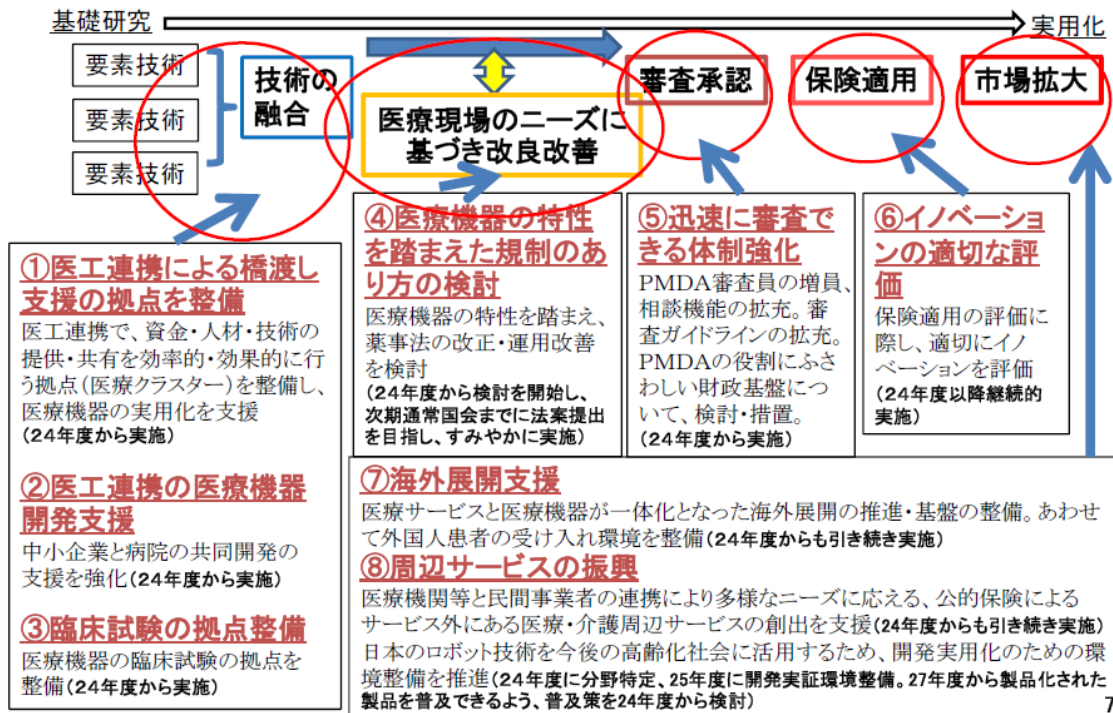 基礎研究
実用化
要素技術
要素技術
要素技術
技術の
融合
医療現場のニーズに
基づき改良改善
審査承認
保険適用
市場拡大
①医工連携による橋渡し
支援の拠点を整備
医工連携で、資金・人材・技術の
提供・共有を効率的・効果的に行
う拠点(医療クラスター)を整備し、
医療機器の実用化を支援
(24年度から実施)
②医工連携の医療機器
開発支援
中小企業と病院の共同開発の
支援を強化(24年度から実施)
③臨床試験の拠点整備
医療機器の臨床試験の拠点を
整備(24年度から実施)
④医療機器の特性
を踏まえた規制のあ
り方の検討
医療機器の特性を踏まえ、
薬事法の改正・運用改善
を検討
(24年度から検討を開始し、
次期通常国会までに法案提出
を目指し、すみやかに実施)
⑤迅速に審査で
きる体制強化
PMDA審査員の増員、
相談機能の拡充。審
査ガイドラインの拡充。
PMDAの役割にふさ
わしい財政基盤につ
いて、検討・措置。
(24年度から実施)
⑥イノベーショ
ンの適切な評
価
保険適用の評価に
際し、適切にイノ
ベーションを評価
(24年度以降継続的
実施)
⑦海外展開支援
医療サービスと医療機器が一体化となった海外展開の推進・基盤の整備。あわせ
て外国人患者の受け入れ環境を整備(24年度からも引き続き実施)
⑧周辺サービスの振興
医療機関等と民間事業者の連携により多様なニーズに応える、公的保険による
サービス外にある医療・介護周辺サービスの創出を支援(24年度からも引き続き実施)
日本のロボット技術を今後の高齢化社会に活用するため、開発実用化のための環
境整備を推進(24年度に分野特定、25年度に開発実証環境整備。27年度から製品化された
製品を普及できるよう、普及策を24年度から検討)
7